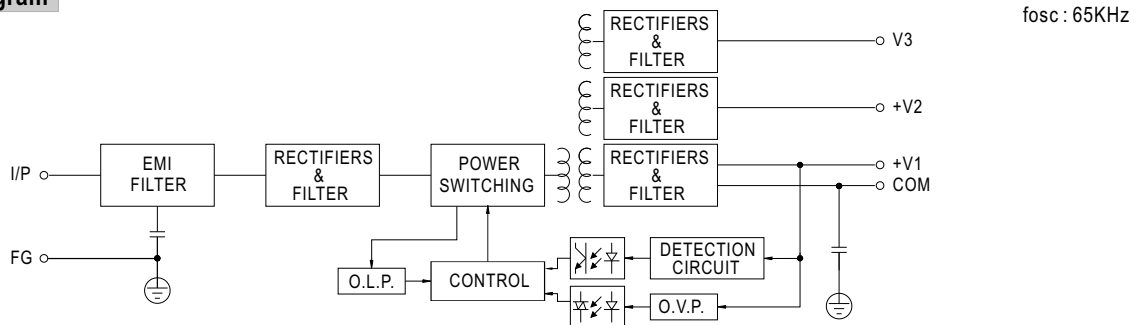 fosc : 65KHz
RECTIFIERS
&
FILTER
V3
RECTIFIERS
&
FILTER
+V2
I/P
EMI
FILTER
RECTIFIERS
&
FILTER
POWER
SWITCHING
RECTIFIERS
&
FILTER
+V1
COM
FG
O.L.P.
CONTROL
DETECTION
CIRCUIT
O.V.P.